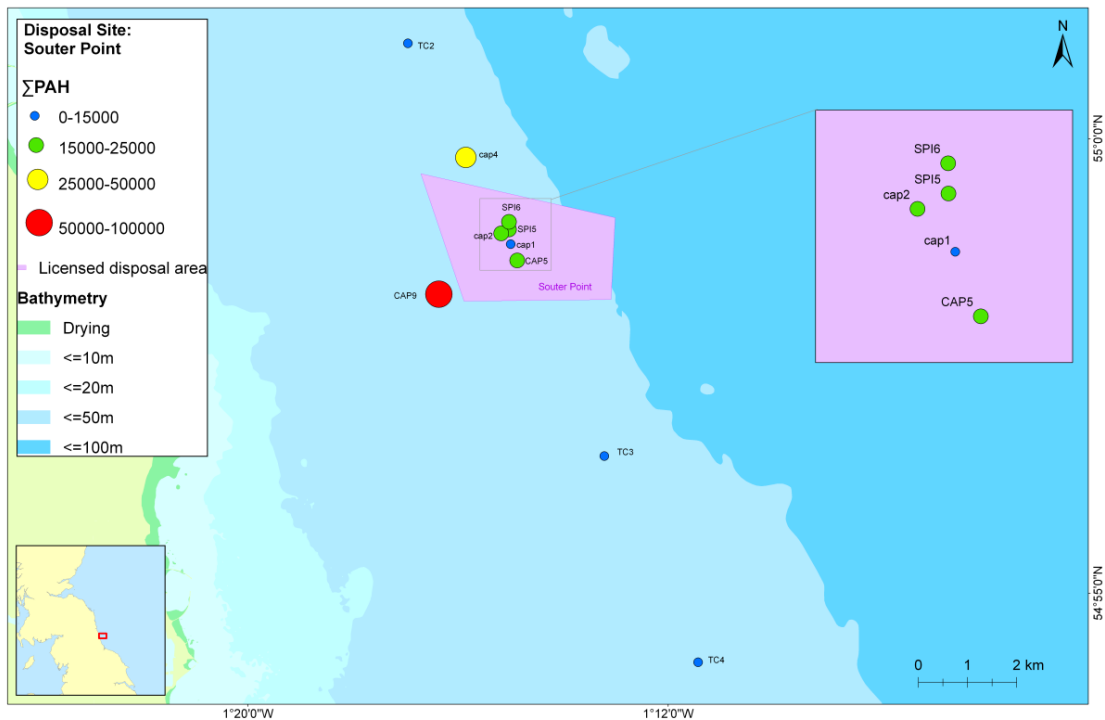 Disposal Site:
Souter Point
∑PAH
0-15000
15000-25000
25000-50000
50000-100000
Licensed disposal area
Bathymetry
Drying
<=10m
<=20m
<=50m
<=100m
TC2
cap4
SPI6
SPI5
cap2
cap1
CAP5
Souter Point
CAP9
TC3
TC4
N
SPI6
SPI5
cap2
cap1
CAP5
55°0'0"N
54°55'0"N
0 1 2 km
1°20'0"W
1°12'0"W